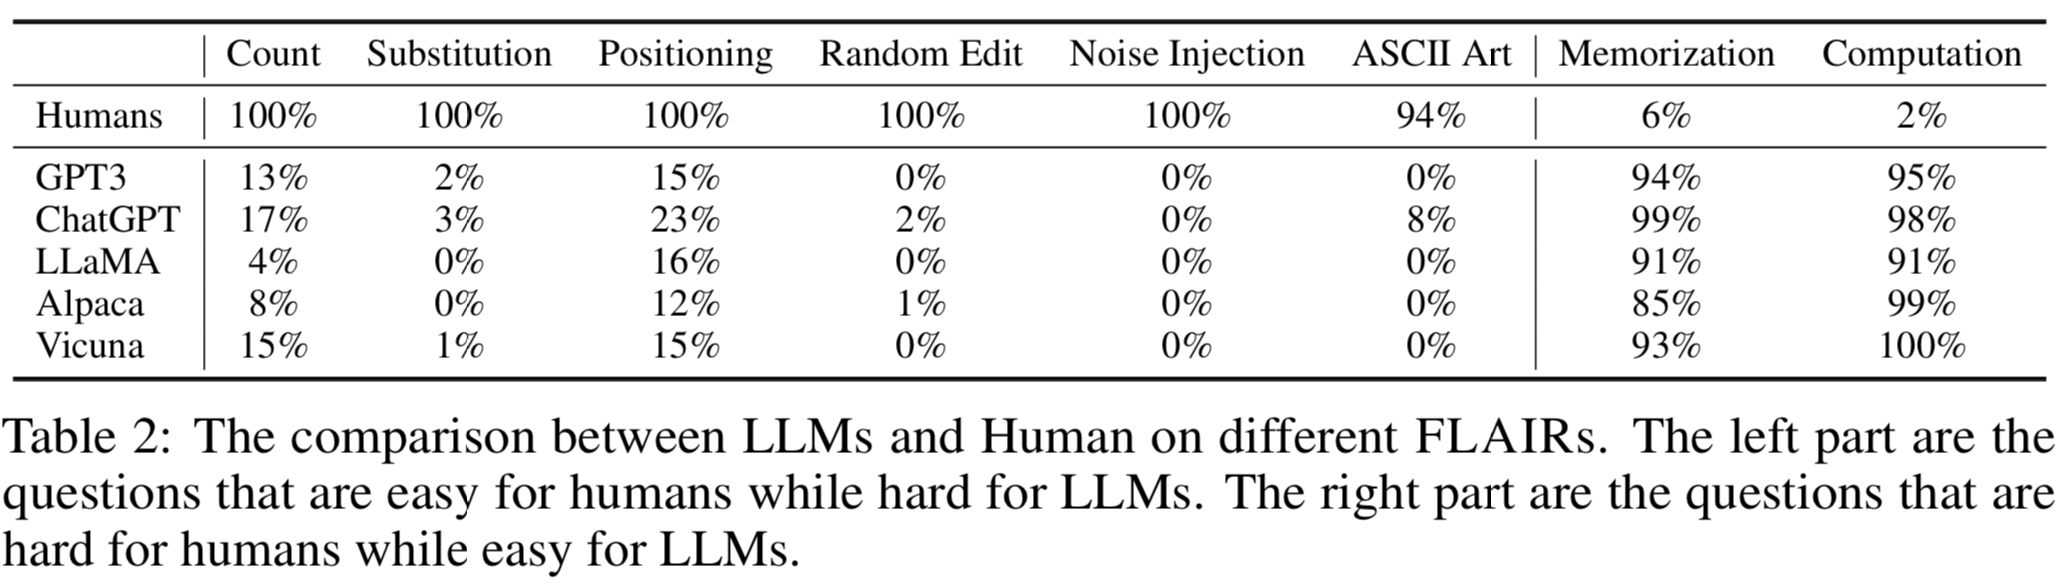 Count Substitution Positioning Random Edit Noise Injection ASCII Art Memorization Computation
Humans 100% 100% 100% 100% 100% 94% 6% 2%
GPT3 13% 2% 15% 0% 0% 0% 94% 95%
ChatGPT 17% 3% 23% 2% 0% 8% 99% 98%
LLaMA 4% 0% 16% 0% 0% 0% 91% 91%
Alpaca 8% 0% 12% 1% 0% 0% 85% 99%
Vicuna 15% 1% 15% 0% 0% 0% 93% 100%
Table 2: The comparison between LLMs and Human on different FLAIRs. The left part are the
questions that are easy for humans while hard for LLMs. The right part are the questions that are
hard for humans while easy for LLMs.